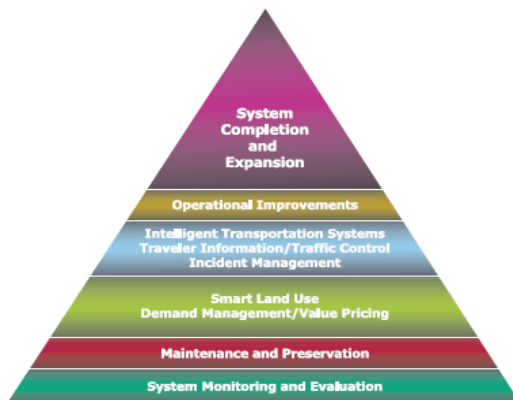 System
Completion
and
Expansion
Operational Improvements
Intelligent Transportation Systems
Traveler Information/Traffic Control
Incident Management
Smart Land Use
Demand Management/Value Pricing
Maintenance and Preservation
System Monitoring and Evaluation